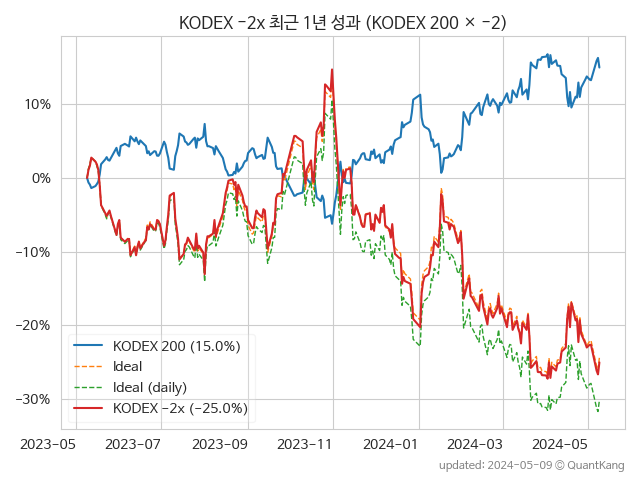 KODEX -2x 최근 1년 성과 (KODEX 200 × -2)
10%
0%
-10%
-20%
-30%
KODEX 200 (15.0%)
Ideal
Ideal (daily)
KODEX -2x (-25.0%)
2023-05
2023-07
2023-09
2023-11
2024-01
2024-03
2024-05
updated: 2024-05-09 © QuantKang